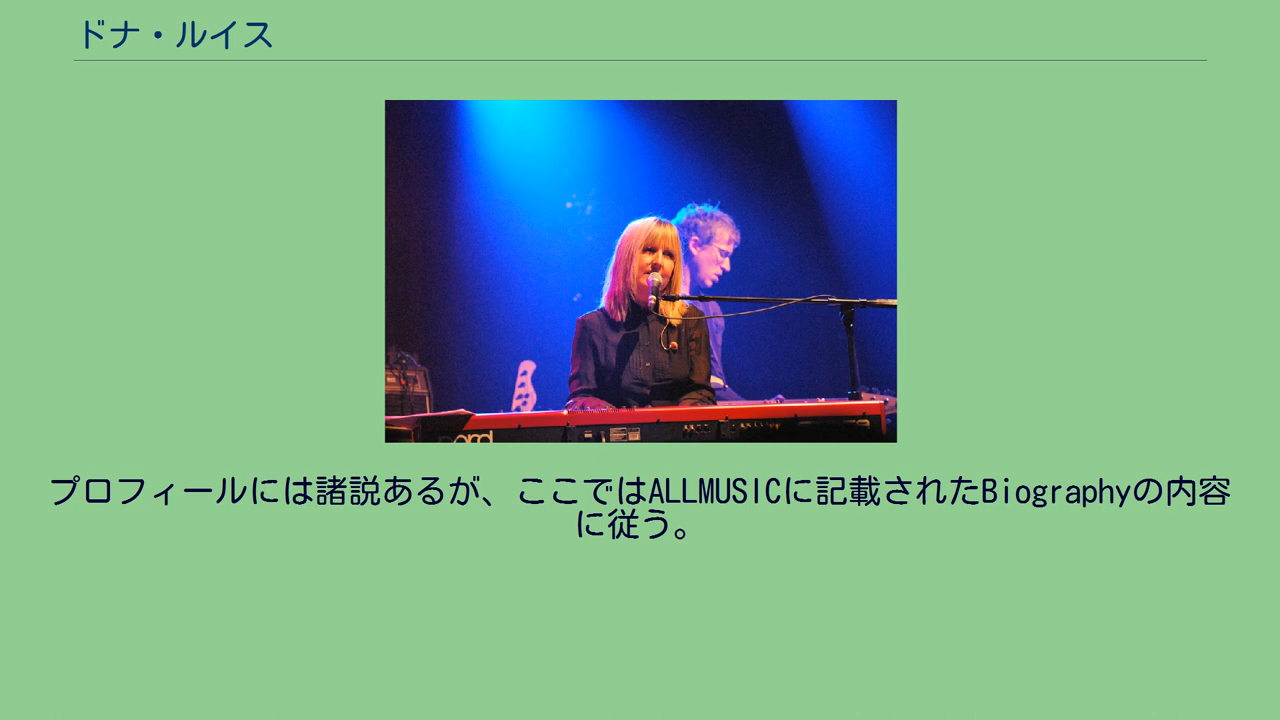 ドナ・ルイス
プロフィールには諸説あるが、ここではALLMUSICに記載されたBiographyの内容
に従う。